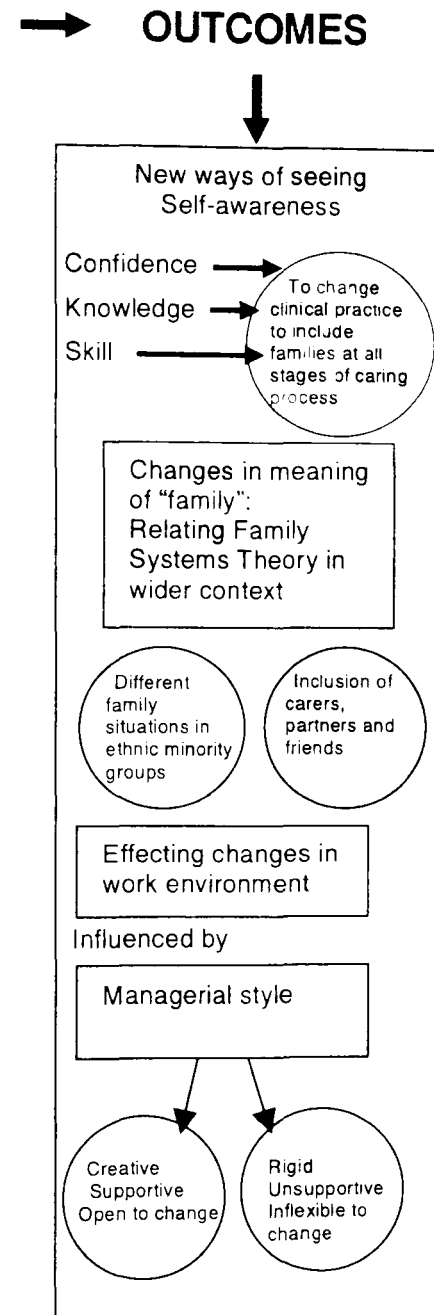 OUTCOMES
New ways of seeing
Self-awareness
Confidence
Knowledge
Skill
To change
clinical practice
to include
families at all
stages of caring
process
Changes in meaning
of "family":
Relating Family
Systems Theory in
wider context
Different
family
situations in
ethnic minority
groups
Inclusion of
carers,
partners and
friends
Effecting changes in
work environment
Influenced by
Managerial style
Creative
Supportive
Open to change
Rigid
Unsupportive
Inflexible to
change